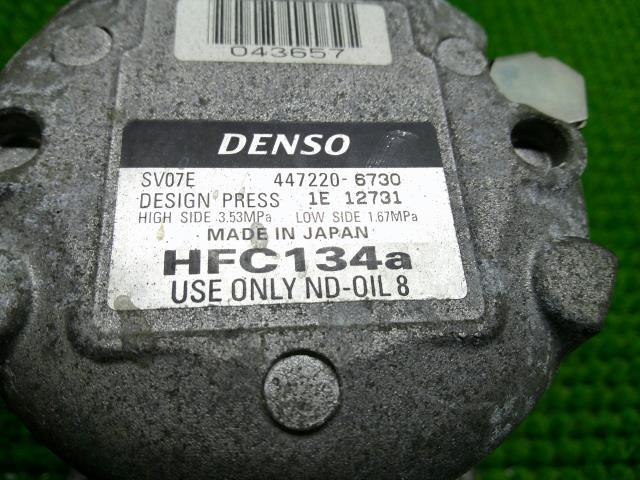 043657
DENSO
SV07E 447220-6730
DESIGN PRESS 1E 12731
HIGH SIDE 3.53MPa LOW SIDE 1.67MPa
MADE IN JAPAN
HFC134a
USE ONLY ND-OIL 8